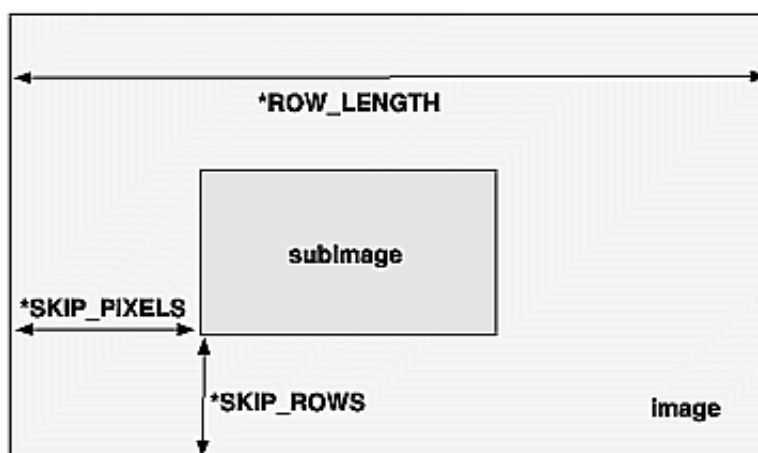 *ROW_LENGTH
subimage
*SKIP_PIXELS
*SKIP_ROWS
image